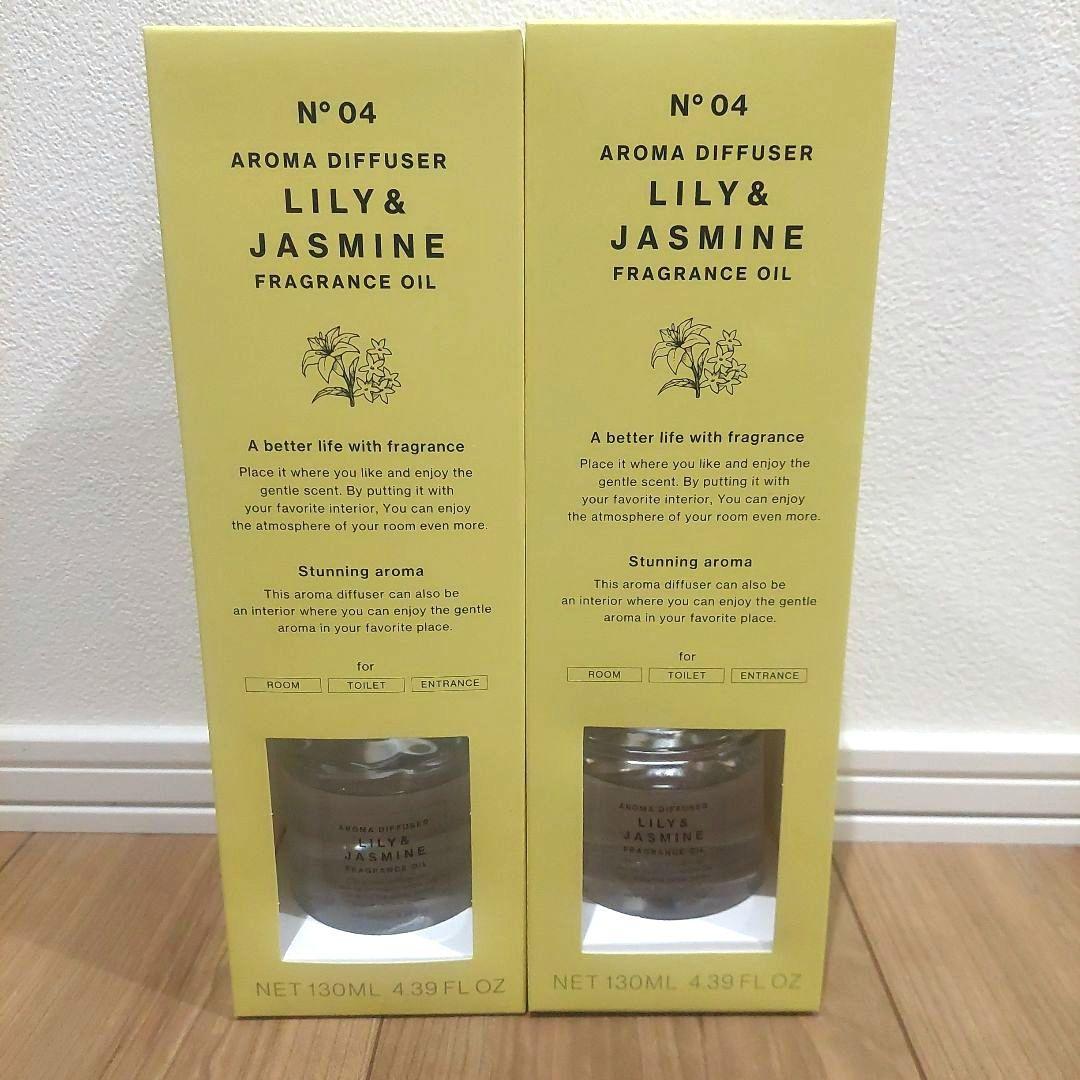 N° 04
AROMA DIFFUSER
LILY&
JASMINE
FRAGRANCE OIL
A better life with fragrance
Place it where you like and enjoy the
gentle scent. By putting it with
your favorite interior, You can enjoy
the atmosphere of your room even more.
Stunning aroma
This aroma diffuser can also be
an interior where you can enjoy the gentle
aroma in your favorite place.
for
ROOM TOILET ENTRANCE
AROMA DIFFUSER
LILY&
JASMINE
FRAGRANCE OIL
NET 130ML 4.39 FL OZ
N° 04
AROMA DIFFUSER
LILY&
JASMINE
FRAGRANCE OIL
A better life with fragrance
Place it where you like and enjoy the
gentle scent. By putting it with
your favorite interior, You can enjoy
the atmosphere of your room even more.
Stunning aroma
This aroma diffuser can also be
an interior where you can enjoy the gentle
aroma in your favorite place.
for
ROOM TOILET ENTRANCE
AROMA DIFFUSER
LILY&
JASMINE
FRAGRANCE OIL
NET 130ML 4.39 FL OZ